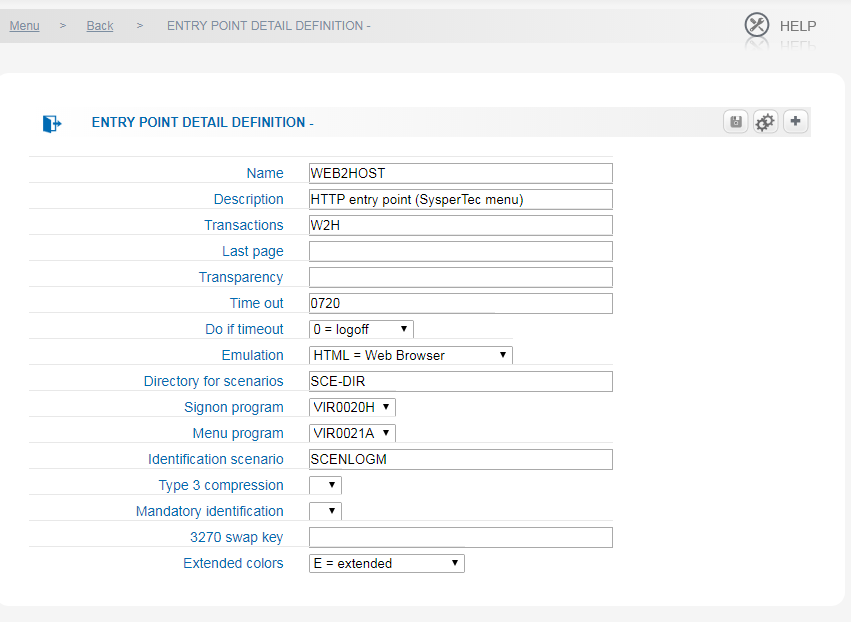 Menu > Back > ENTRY POINT DETAIL DEFINITION - HELP
ENTRY POINT DETAIL DEFINITION -
Name WEB2HOST
Description HTTP entry point (SysperTec menu)
Transactions W2H
Last page
Transparency
Time out 0720
Do if timeout 0 = logoff
Emulation HTML = Web Browser
Directory for scenarios SCE-DIR
Signon program VIR0020H
Menu program VIR0021A
Identification scenario SCENLOGM
Type 3 compression
Mandatory identification
3270 swap key
Extended colors E = extended